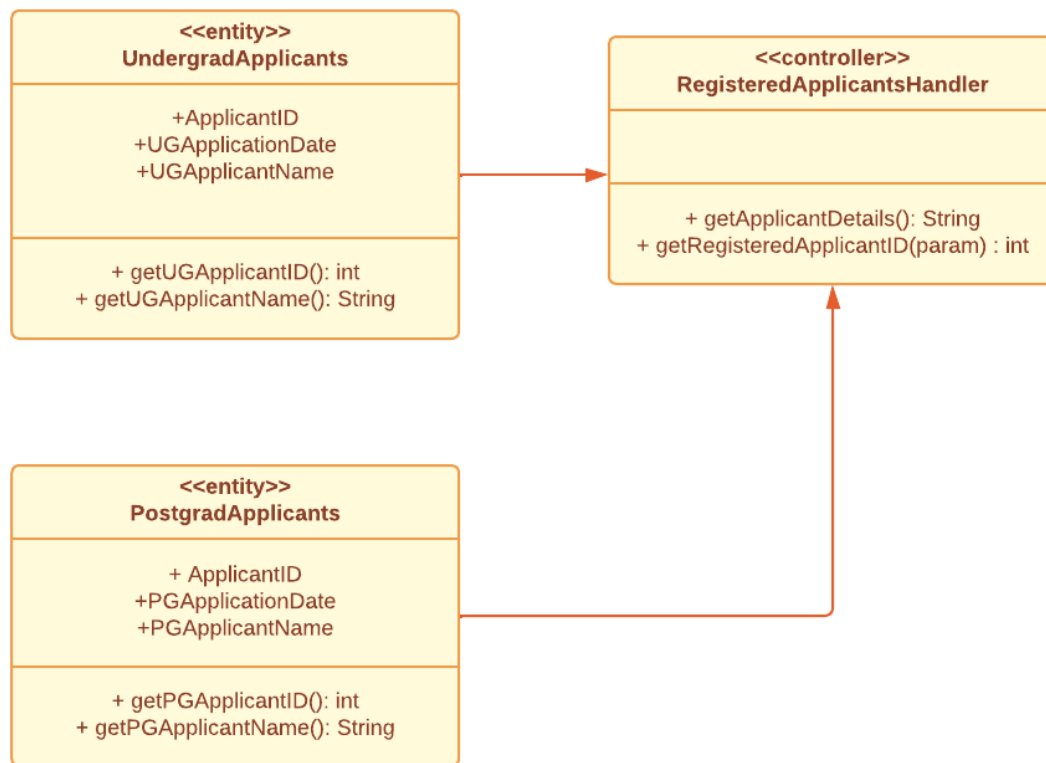 <<entity>>
UndergradApplicants
+ApplicantID
+UGApplicationDate
+UGApplicantName
+ getUGApplicantID(): int
+ getUGApplicantName(): String
<<controller>>
RegisteredApplicantsHandler
+ getApplicantDetails(): String
+ getRegisteredApplicantID(param) : int
<<entity>>
PostgradApplicants
+ ApplicantID
+PGApplicationDate
+PGApplicantName
+ getPGApplicantID(): int
+ getPGApplicantName(): String